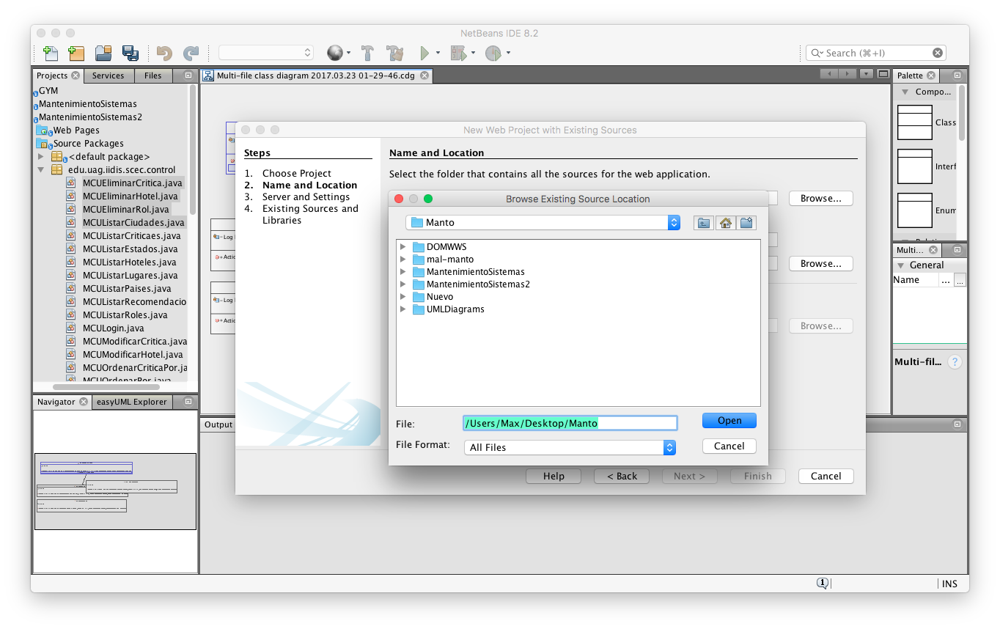 NetBeans IDE 8.2
Search (⌘+I)
Projects
Services
Files
Multi-file class diagram 2017.03.23 01-29-46.cdg
Palette
GYM
MantenimientoSistemas
MantenimientoSistemas2
Web Pages
Source Packages
<default package>
edu.uag.iidis.scec.control
MCUEliminarCritica.java
MCUEliminarHotel.java
MCUEliminarRol.java
MCUListarCiudades.java
MCUListarCriticaes.java
MCUListarEstados.java
MCUListarHoteles.java
MCUListarLugares.java
MCUListarPaises.java
MCUListarRecomendacio
MCUListarRoles.java
MCULogin.java
MCUModificarCritica.java
MCUModificarHotel.java
MCUOrdenarCriticaPor.ja
MCUOrdenarPor.java
- Log
+ Actio
- Log
+ Actio
New Web Project with Existing Sources
Steps
1. Choose Project
2. Name and Location
3. Server and Settings
4. Existing Sources and
Libraries
Name and Location
Select the folder that contains all the sources for the web application.
Browse...
Browse...
Browse...
Browse Existing Source Location
Manto
DOMWWS
mal-manto
MantenimientoSistemas
MantenimientoSistemas2
Nuevo
UMLDiagrams
File:
/Users/Max/Desktop/Manto
Open
File Format:
All Files
Cancel
Help
< Back
Next >
Finish
Cancel
Compo...
Class
Interf
Enum
Multi...
General
Name
...
...
Multi-fil...
?
Navigator
easyUML Explorer
Output
1
INS